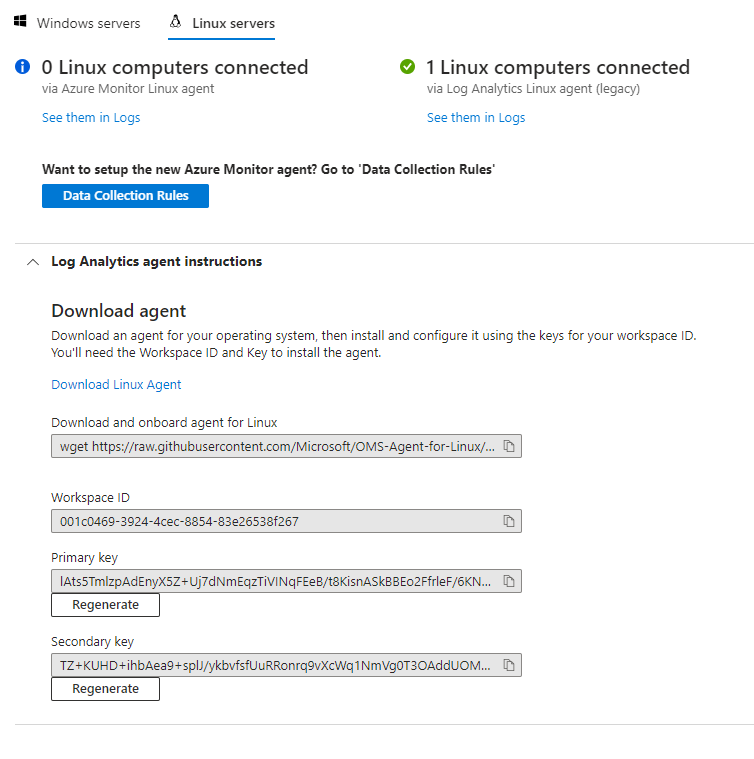 Windows servers
Linux servers
0 Linux computers connected
via Azure Monitor Linux agent
See them in Logs
1 Linux computers connected
via Log Analytics Linux agent (legacy)
See them in Logs
Want to setup the new Azure Monitor agent? Go to 'Data Collection Rules'
Data Collection Rules
Log Analytics agent instructions
Download agent
Download an agent for your operating system, then install and configure it using the keys for your workspace ID.
You'll need the Workspace ID and Key to install the agent.
Download Linux Agent
Download and onboard agent for Linux
wget https://raw.githubusercontent.com/Microsoft/OMS-Agent-for-Linux/...
Workspace ID
001c0469-3924-4cec-8854-83e26538f267
Primary key
lAts5TmlzpAdEnyX5Z+Uj7dNmEqzTiVINqFEeB/t8KisnASkBBEo2FfrleF/6KN...
Regenerate
Secondary key
TZ+KUHD+ihbAea9+splJ/ykbvfsfUuRRonrq9vXcWq1NmVg0T3OAddUOM...
Regenerate